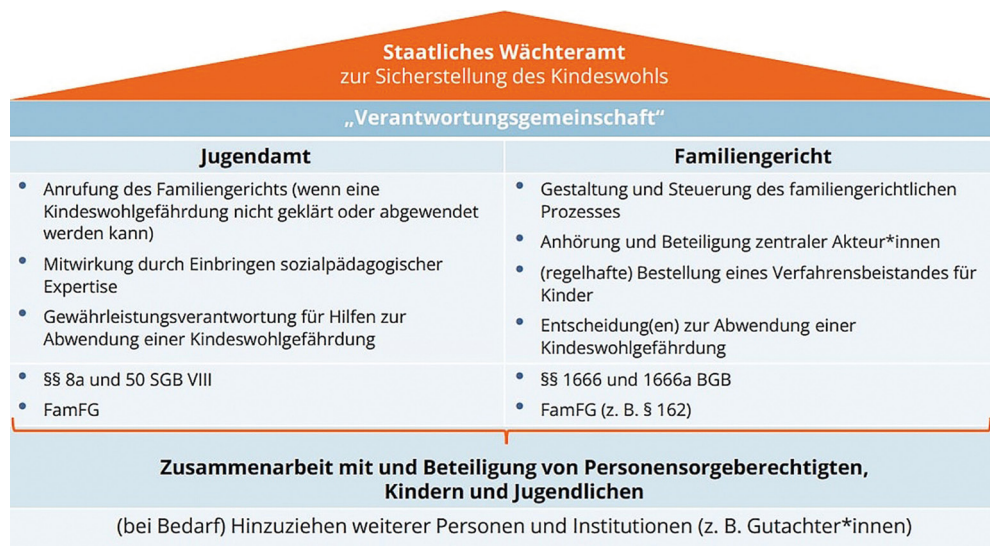 Staatliches Wächteramt
zur Sicherstellung des Kindeswohls
„Verantwortungsgemeinschaft“
Jugendamt
• Anrufung des Familiengerichts (wenn eine
Kindeswohlgefährdung nicht geklärt oder abgewendet
werden kann)
• Mitwirkung durch Einbringen sozialpädagogischer
Expertise
• Gewährleistungsverantwortung für Hilfen zur
Abwendung einer Kindeswohlgefährdung
• §§ 8a und 50 SGB VIII
• FamFG
Familiengericht
• Gestaltung und Steuerung des familiengerichtlichen
Prozesses
• Anhörung und Beteiligung zentraler Akteur*innen
• (regelhafte) Bestellung eines Verfahrensbeistandes für
Kinder
• Entscheidung(en) zur Abwendung einer
Kindeswohlgefährdung
• §§ 1666 und 1666a BGB
• FamFG (z. B. § 162)
Zusammenarbeit mit und Beteiligung von Personensorgeberechtigten,
Kindern und Jugendlichen
(bei Bedarf) Hinzuziehen weiterer Personen und Institutionen (z. B. Gutachter*innen)